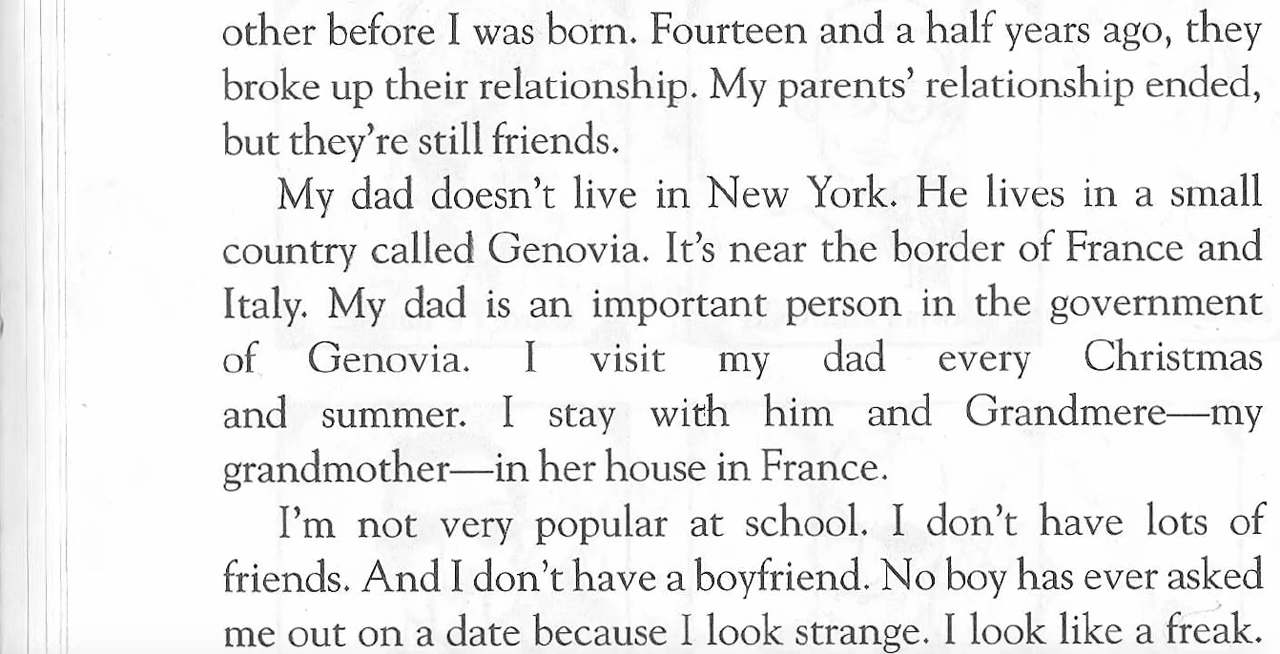 other before I was born. Fourteen and a half years ago, they
broke up their relationship. My parents’ relationship ended,
but they’re still friends.
My dad doesn’t live in New York. He lives in a small
country called Genovia. It’s near the border of France and
Italy. My dad is an important person in the government
of Genovia. I visit my dad every Christmas
and summer. I stay with him and Grandmere—my
grandmother—in her house in France.
I’m not very popular at school. I don’t have lots of
friends. And I don’t have a boyfriend. No boy has ever asked
me out on a date because I look strange. I look like a freak.